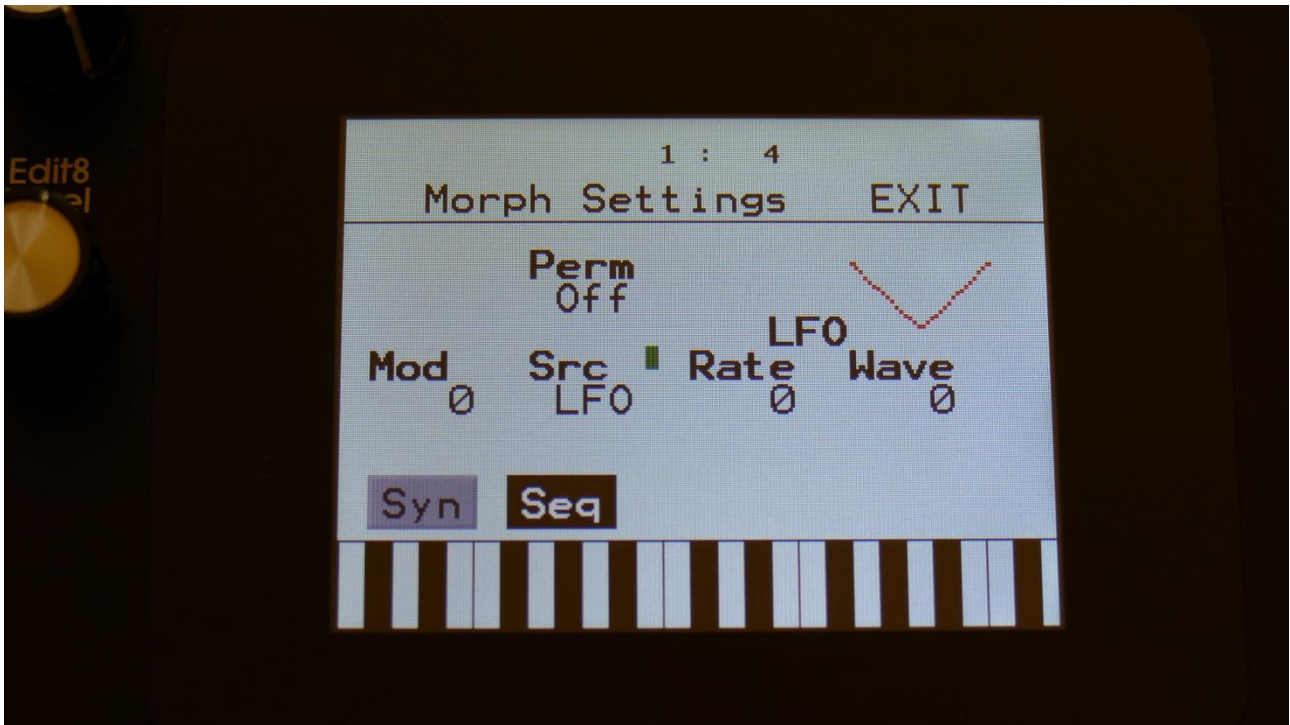 Edit8
1 : 4
Morph Settings EXIT
Perm
Off
LFO
Mod Src Rate Wave
0 LFO 0 0
Syn Seq